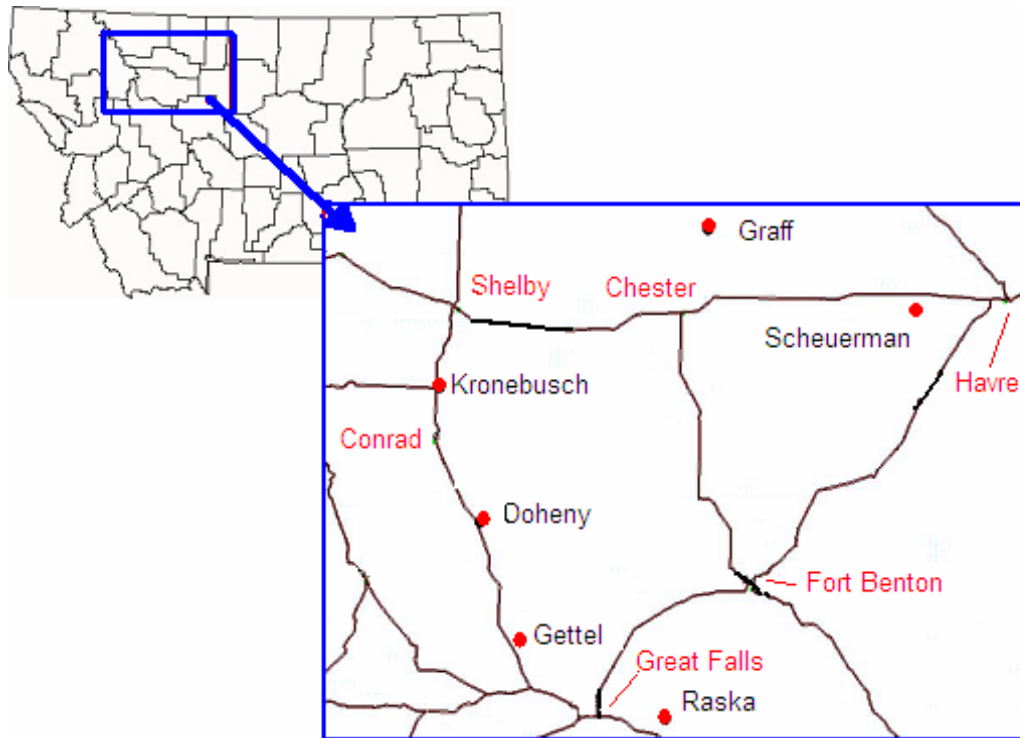 Graff
Shelby
Chester
Scheuerman
Havre
Kronebusch
Conrad
Doheny
Fort Benton
Gettel
Great Falls
Raska